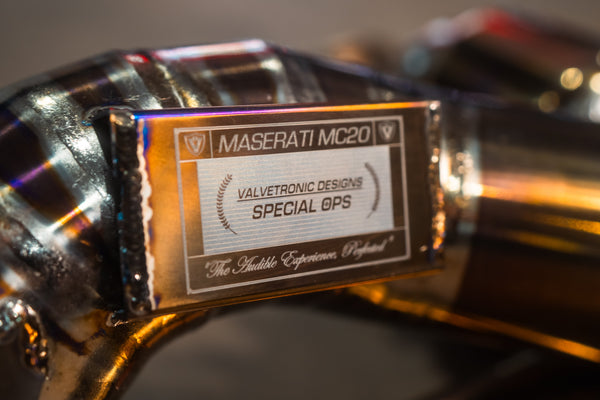 MASERATI MC20
VALVETRONIC DESIGNS
SPECIAL OPS
"The Audible Experience, Perfected."